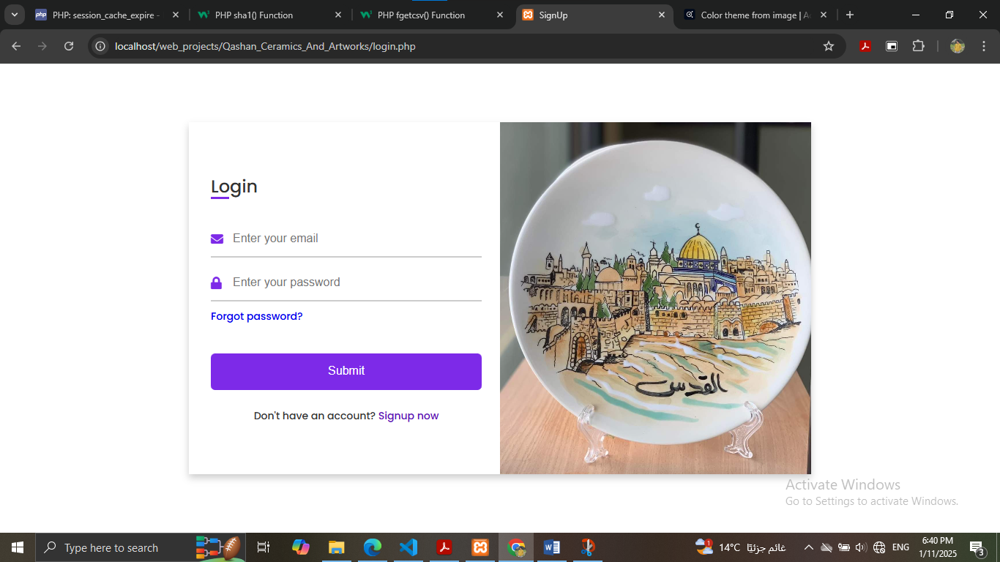 PHP: session_cache_expire -
PHP sha1() Function
PHP fgetcsv() Function
SignUp
Color theme from image | A
localhost/web_projects/Qashan_Ceramics_And_Artworks/login.php
Login
Enter your email
Enter your password
Forgot password?
Submit
Don't have an account? Signup now
القدس
Activate Windows
Go to Settings to activate Windows.
Type here to search
1
14°C غائم جزئيًا
ENG
6:40 PM
1/11/2025
3